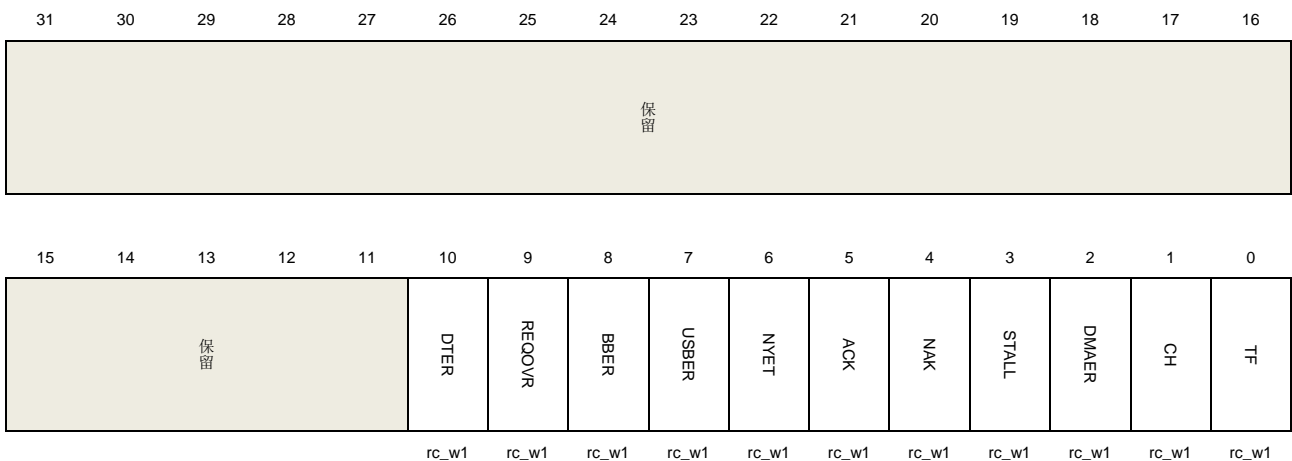 31 30 29 28 27 26 25 24 23 22 21 20 19 18 17 16
保留
15 14 13 12 11 10 9 8 7 6 5 4 3 2 1 0
保留 DTER REQOVR BBER USBER NYET ACK NAK STALL DMAER CH TF
rc_w1 rc_w1 rc_w1 rc_w1 rc_w1 rc_w1 rc_w1 rc_w1 rc_w1 rc_w1 rc_w1